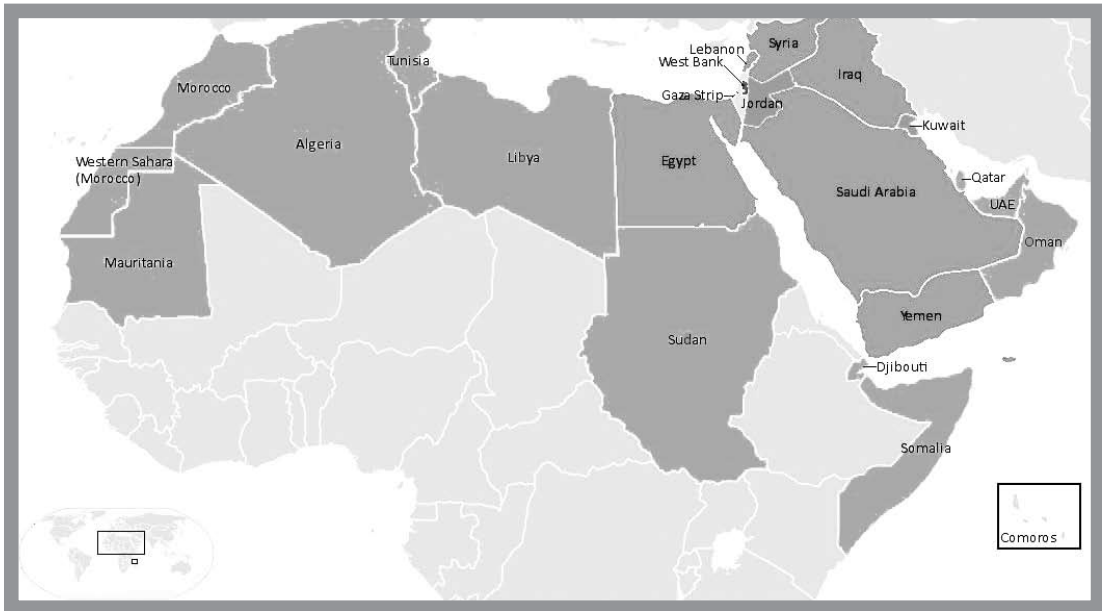 Syria
Lebanon
West Bank
Iraq
Tunisia
Morocco
Gaza Strip
Jordan
Kuwait
Algeria
Libya
Egypt
Western Sahara
(Morocco)
Qatar
Saudi Arabia
UAE
Oman
Mauritania
Yemen
Sudan
Djibouti
Somalia
Comoros